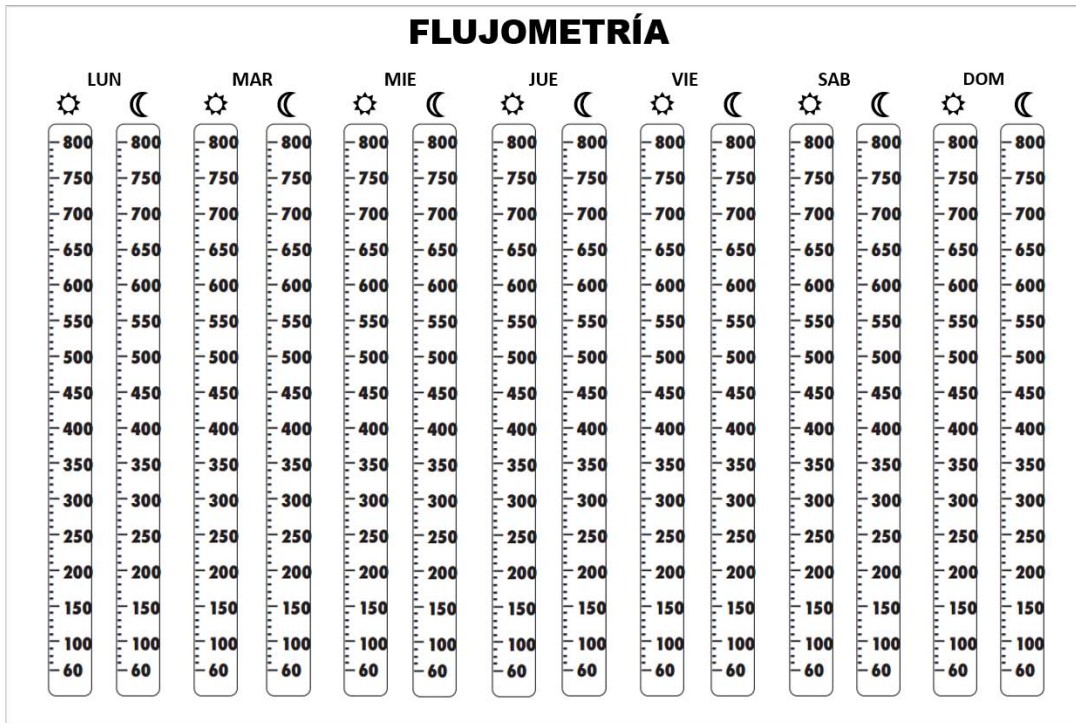 FLUJOMETRÍA
LUN MAR MIE JUE VIE SAB DOM
800 800 800 800 800 800 800 800 800 800 800 800 800 800
750 750 750 750 750 750 750 750 750 750 750 750 750 750
700 700 700 700 700 700 700 700 700 700 700 700 700 700
650 650 650 650 650 650 650 650 650 650 650 650 650 650
600 600 600 600 600 600 600 600 600 600 600 600 600 600
550 550 550 550 550 550 550 550 550 550 550 550 550 550
500 500 500 500 500 500 500 500 500 500 500 500 500 500
450 450 450 450 450 450 450 450 450 450 450 450 450 450
400 400 400 400 400 400 400 400 400 400 400 400 400 400
350 350 350 350 350 350 350 350 350 350 350 350 350 350
300 300 300 300 300 300 300 300 300 300 300 300 300 300
250 250 250 250 250 250 250 250 250 250 250 250 250 250
200 200 200 200 200 200 200 200 200 200 200 200 200 200
150 150 150 150 150 150 150 150 150 150 150 150 150 150
100 100 100 100 100 100 100 100 100 100 100 100 100 100
60 60 60 60 60 60 60 60 60 60 60 60 60 60